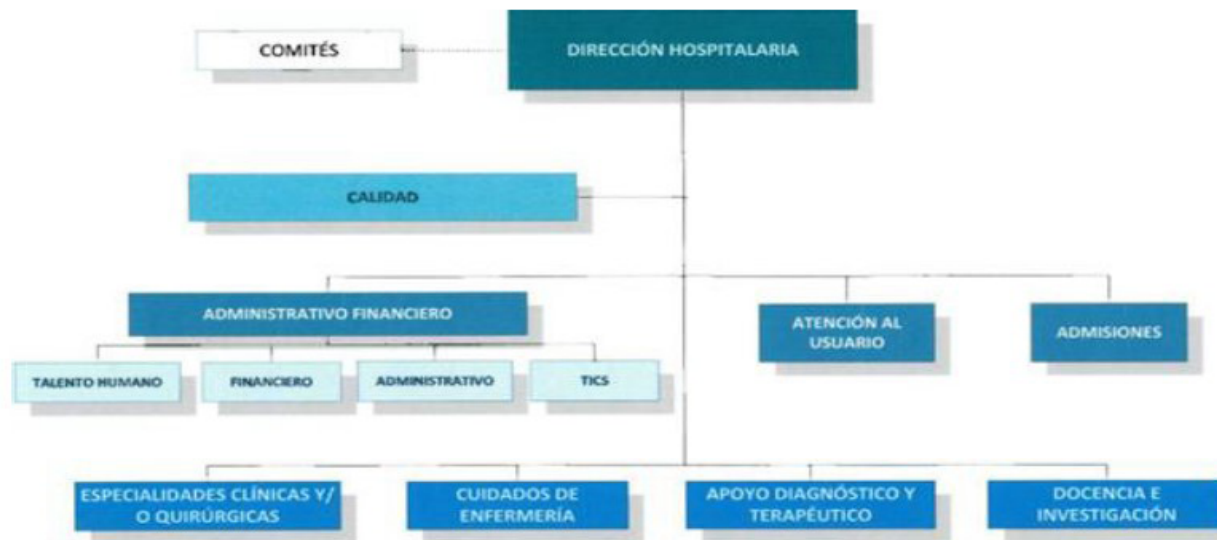 COMITÉS
DIRECCIÓN HOSPITALARIA
CALIDAD
ADMINISTRATIVO FINANCIERO
ATENCIÓN AL
USUARIO
ADMISIONES
TALENTO HUMANO
FINANCIERO
ADMINISTRATIVO
TICS
ESPECIALIDADES CLÍNICAS Y/
O QUIRÚRGICAS
CUIDADOS DE
ENFERMERÍA
APOYO DIAGNÓSTICO Y
TERAPÉUTICO
DOCENCIA E
INVESTIGACIÓN